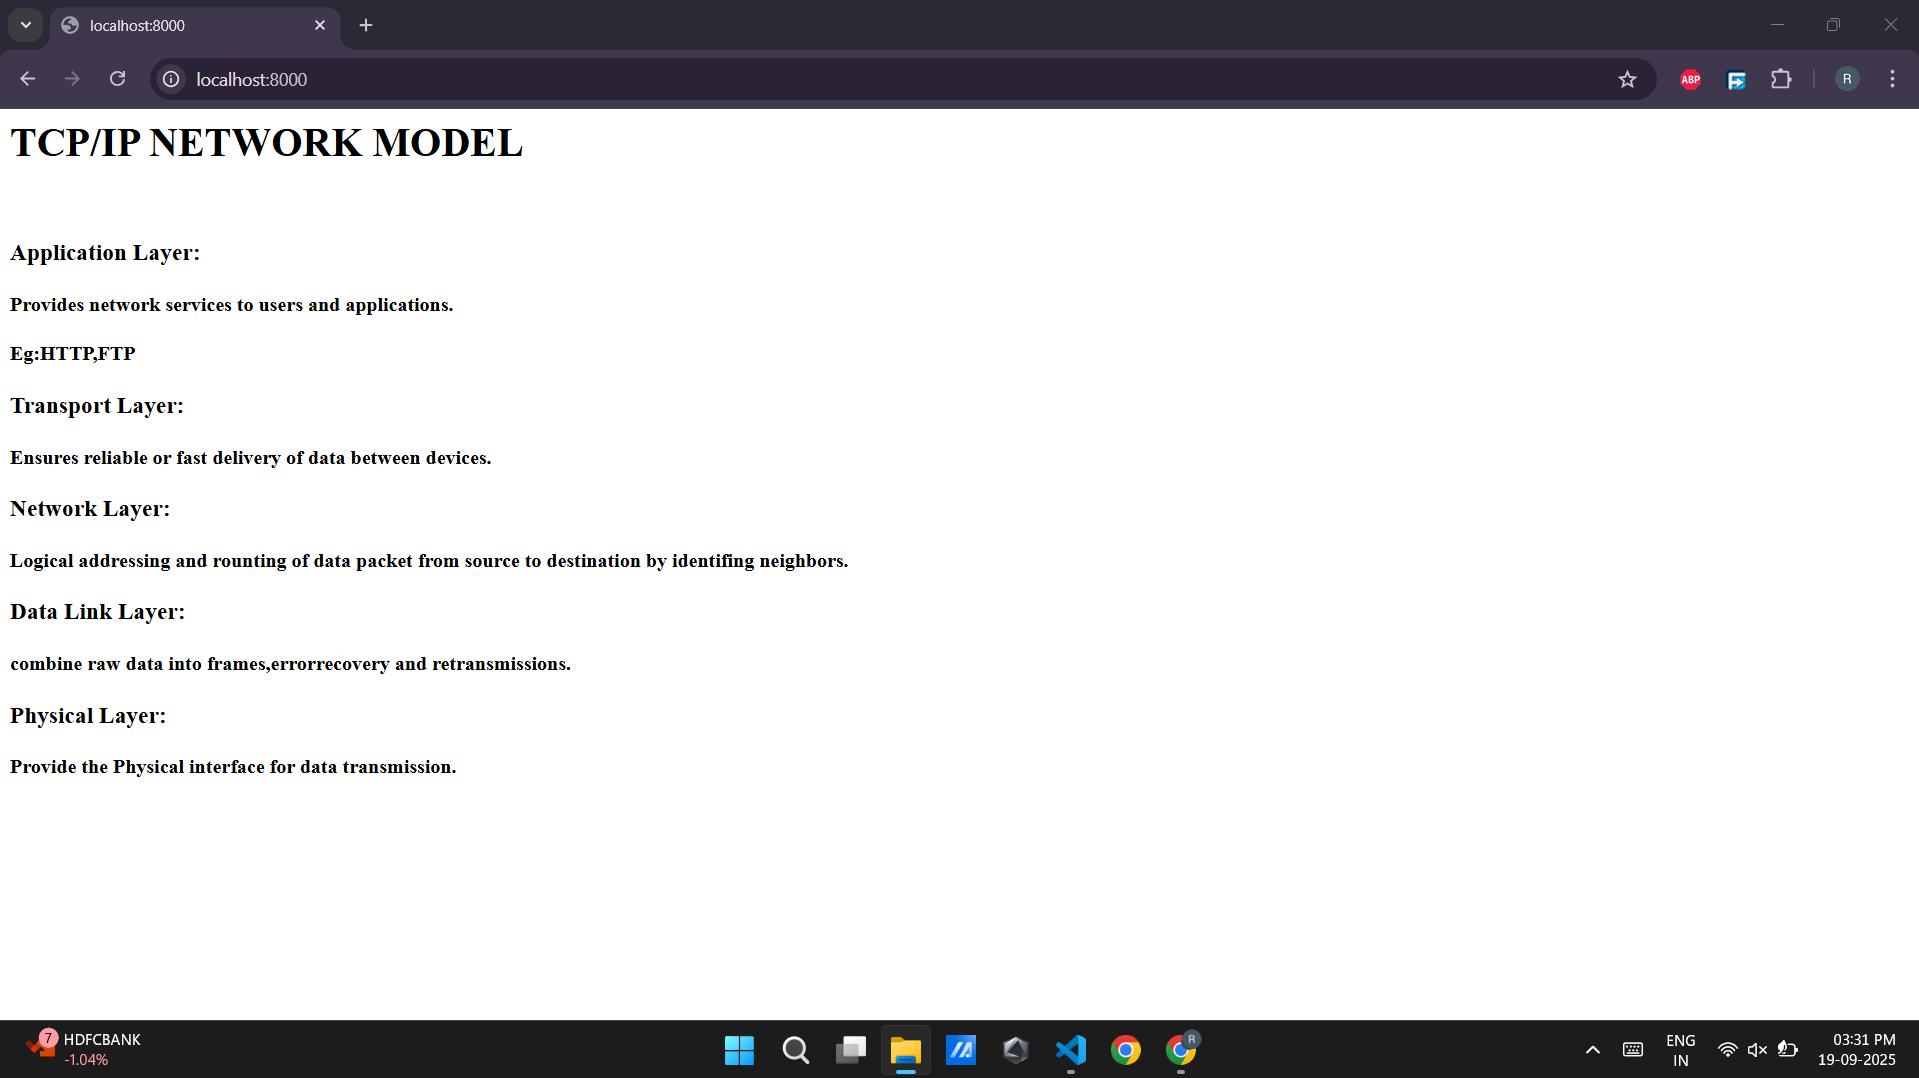 localhost:8000
localhost:8000
ABP
R
TCP/IP NETWORK MODEL
Application Layer:
Provides network services to users and applications.
Eg:HTTP,FTP
Transport Layer:
Ensures reliable or fast delivery of data between devices.
Network Layer:
Logical addressing and rounting of data packet from source to destination by identifing neighbors.
Data Link Layer:
combine raw data into frames,errorrecovery and retransmissions.
Physical Layer:
Provide the Physical interface for data transmission.
7
HDFCBANK
-1.04%
R
ENG
IN
03:31 PM
19-09-2025